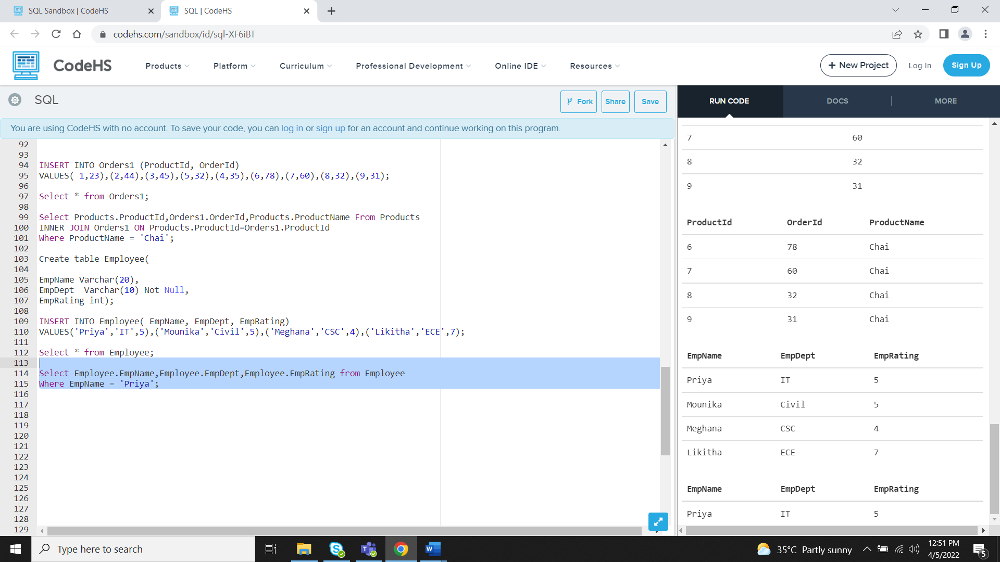 SQL Sandbox | CodeHS
SQL | CodeHS
codehs.com/sandbox/id/sql-XF6iBT
CodeHS
Products
Platform
Curriculum
Professional Development
Online IDE
Resources
+ New Project
Log In
Sign Up
SQL
Fork
Share
Save
RUN CODE
DOCS
MORE
You are using CodeHS with no account. To save your code, you can log in or sign up for an account and continue working on this program.
92
93
94 INSERT INTO Orders1 (ProductId, OrderId)
95 VALUES( 1,23),(2,44),(3,45),(5,32),(4,35),(6,78),(7,60),(8,32),(9,31);
96
97 Select * from Orders1;
98
99 Select Products.ProductId,Orders1.OrderId,Products.ProductName From Products
100 INNER JOIN Orders1 ON Products.ProductId=Orders1.ProductId
101 Where ProductName = 'Chai';
102
103 Create table Employee(
104
105 EmpName Varchar(20),
106 EmpDept  Varchar(10) Not Null,
107 EmpRating int);
108
109 INSERT INTO Employee( EmpName, EmpDept, EmpRating)
110 VALUES('Priya','IT',5),('Mounika','Civil',5),('Meghana','CSC',4),('Likitha','ECE',7);
111
112 Select * from Employee;
113
114 Select Employee.EmpName,Employee.EmpDept,Employee.EmpRating from Employee
115 Where EmpName = 'Priya';
116
117
118
119
120
121
122
123
124
125
126
127
128
129
7 60
8 32
9 31
ProductId OrderId ProductName
6 78 Chai
7 60 Chai
8 32 Chai
9 31 Chai
EmpName EmpDept EmpRating
Priya IT 5
Mounika Civil 5
Meghana CSC 4
Likitha ECE 7
EmpName EmpDept EmpRating
Priya IT 5
Type here to search
35°C Partly sunny
12:51 PM
4/5/2022
5